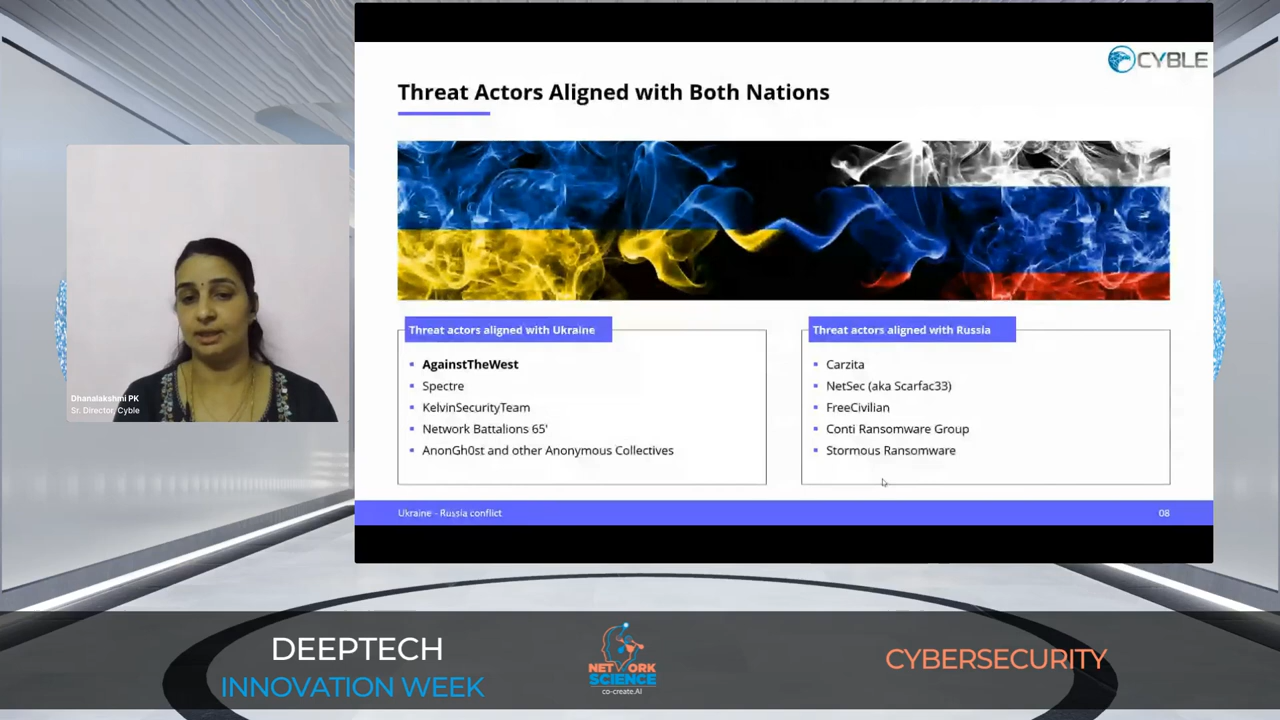 CYBLE
Threat Actors Aligned with Both Nations
Threat actors aligned with Ukraine
AgainstTheWest
Spectre
KelvinSecurityTeam
Network Battalions 65'
AnonGh0st and other Anonymous Collectives
Threat actors aligned with Russia
Carzita
NetSec (aka Scarfac33)
FreeCivilian
Conti Ransomware Group
Stormous Ransomware
Ukraine - Russia conflict
08
Dhanalakshmi PK
Sr. Director, Cyble
DEEPTECH
INNOVATION WEEK
NETWORK
SCIENCE
co-create.AI
CYBERSECURITY